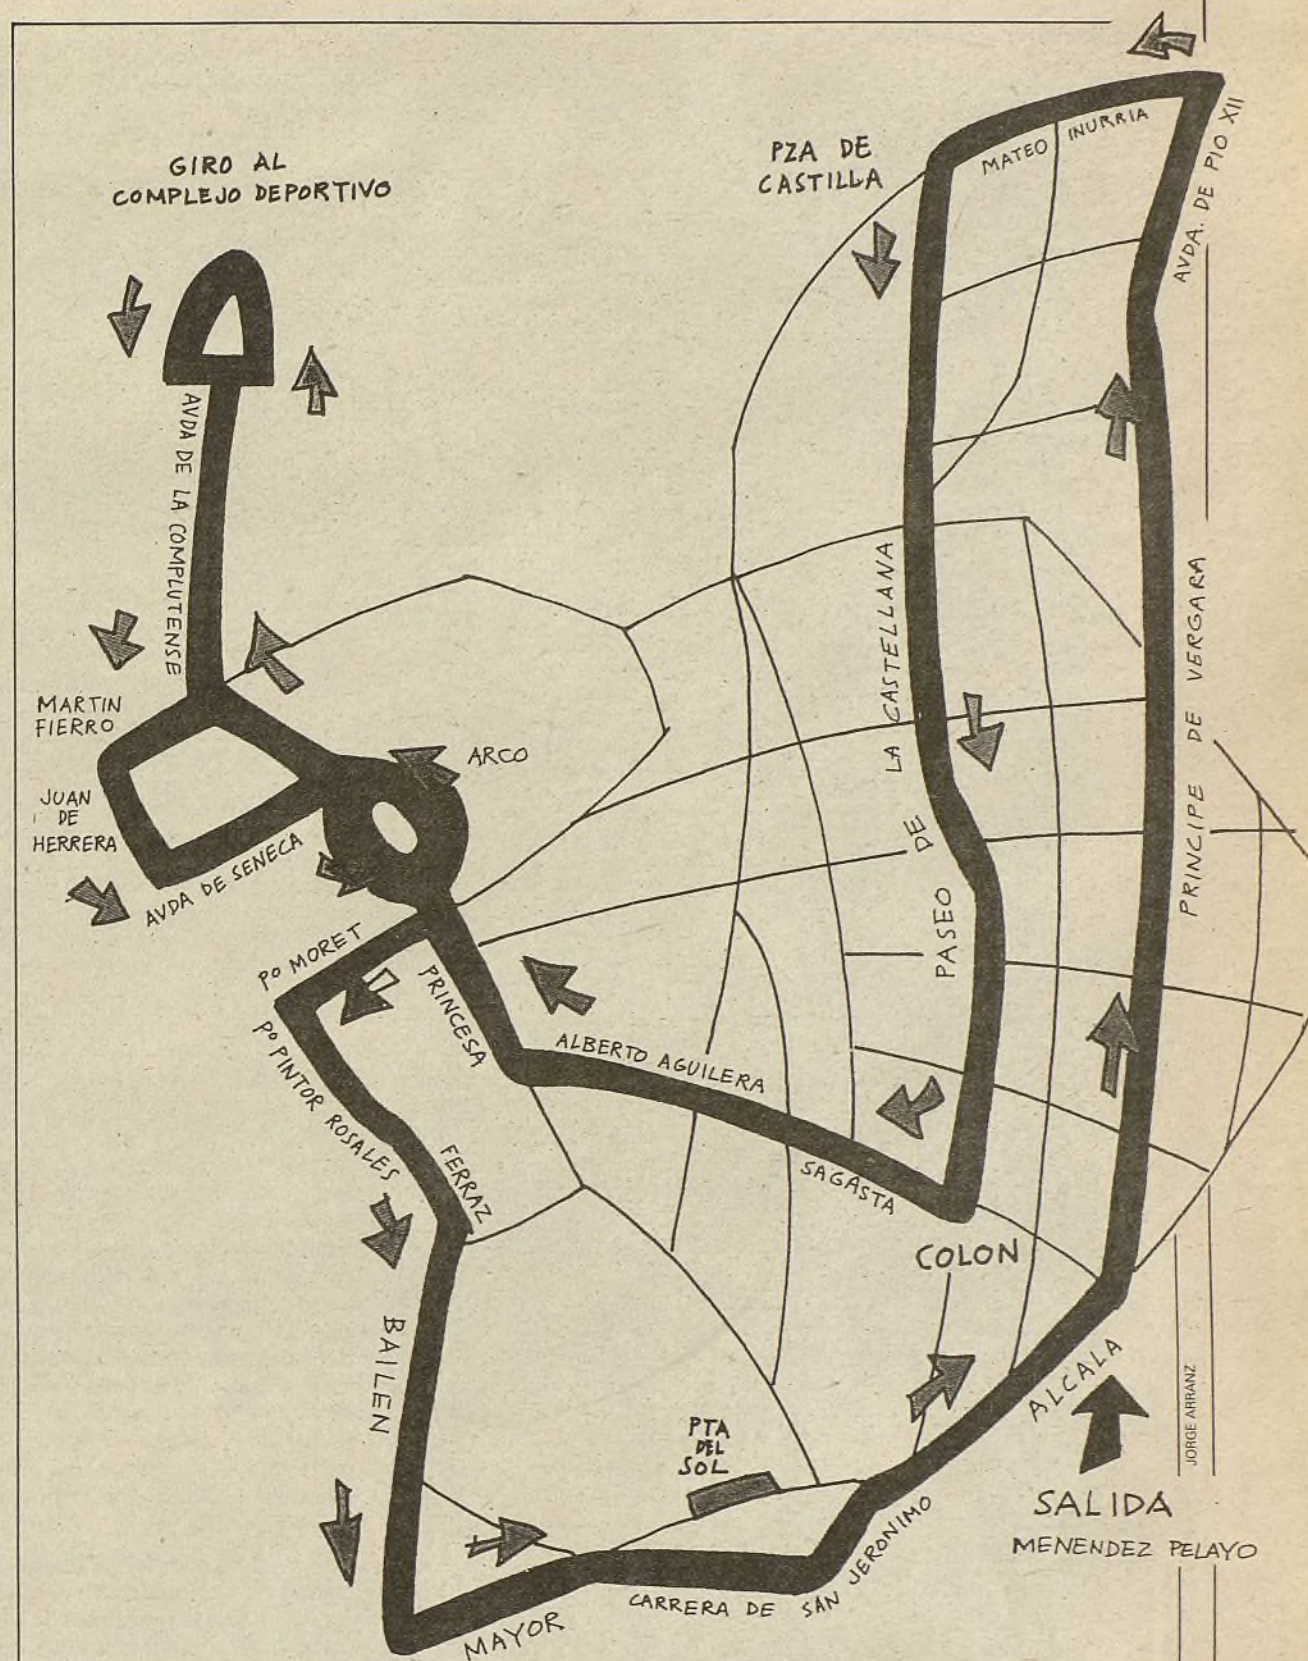 GIRO AL
COMPLEJO DEPORTIVO
PZA DE
CASTILLA
MATEO INURRIA
AVDA. DE PIO XII
AVDA DE LA COMPLUTENSE
MARTIN
FIERRO
JUAN
DE
HERRERA
AVDA DE SENECA
ARCO
Pº MORET
PRINCESA
Pº PINTOR ROSALES
FERRAZ
ALBERTO AGUILERA
SAGASTA
PASEO DE LA CASTELLANA
PRINCIPE DE VERGARA
COLON
BAILEN
PTA
DEL
SOL
ALCALA
JORGE ARRANZ
SALIDA
MENENDEZ PELAYO
CARRERA DE SAN JERONIMO
MAYOR